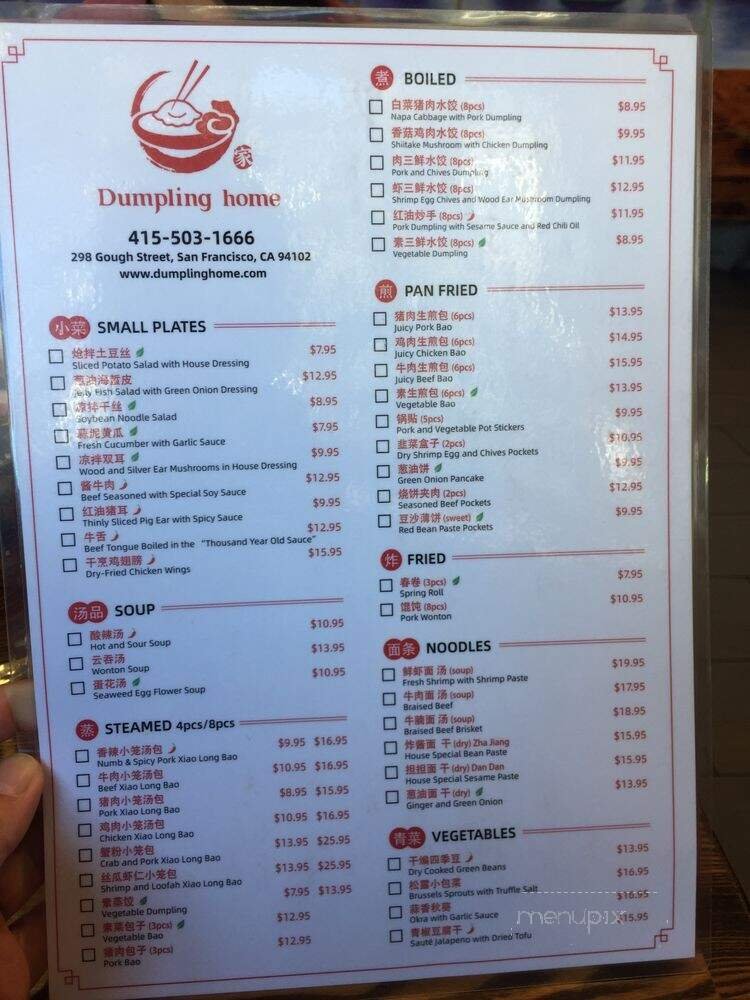 家
Dumpling home
415-503-1666
298 Gough Street, San Francisco, CA 94102
www.dumplinghome.com
小菜 SMALL PLATES
炝拌土豆丝 $7.95
Sliced Potato Salad with House Dressing
葱油海蜇皮 $12.95
Jelly Fish Salad with Green Onion Dressing
凉拌干丝 $8.95
Soybean Noodle Salad
蒜泥黄瓜 $7.95
Fresh Cucumber with Garlic Sauce
凉拌双耳 $9.95
Wood and Silver Ear Mushrooms in House Dressing
酱牛肉 $12.95
Beef Seasoned with Special Soy Sauce
红油猪耳 $9.95
Thinly Sliced Pig Ear with Spicy Sauce
牛舌 $12.95
Beef Tongue Boiled in the “Thousand Year Old Sauce”
干烹鸡翅膀 $15.95
Dry-Fried Chicken Wings
汤品 SOUP
酸辣汤 $10.95
Hot and Sour Soup
云吞汤 $13.95
Wonton Soup
蛋花汤 $10.95
Seaweed Egg Flower Soup
蒸 STEAMED 4pcs/8pcs
香辣小笼汤包 $9.95 $16.95
Numb & Spicy Pork Xiao Long Bao
牛肉小笼汤包 $10.95 $16.95
Beef Xiao Long Bao
猪肉小笼汤包 $8.95 $15.95
Pork Xiao Long Bao
鸡肉小笼汤包 $10.95 $16.95
Chicken Xiao Long Bao
蟹粉小笼包 $13.95 $25.95
Crab and Pork Xiao Long Bao
丝瓜虾仁小笼包 $13.95 $25.95
Shrimp and Loofah Xiao Long Bao
素蒸饺 $7.95 $13.95
Vegetable Dumpling
素菜包子 (3pcs) $12.95
Vegetable Bao
猪肉包子 (3pcs) $12.95
Pork Bao
煮 BOILED
白菜猪肉水饺 (8pcs) $8.95
Napa Cabbage with Pork Dumpling
香菇鸡肉水饺 (8pcs) $9.95
Shiitake Mushroom with Chicken Dumpling
肉三鲜水饺 (8pcs) $11.95
Pork and Chives Dumpling
虾三鲜水饺 (8pcs) $12.95
Shrimp Egg Chives and Wood Ear Mushroom Dumpling
红油炒手 (8pcs) $11.95
Pork Dumpling with Sesame Sauce and Red Chili Oil
素三鲜水饺 (8pcs) $8.95
Vegetable Dumpling
煎 PAN FRIED
猪肉生煎包 (6pcs) $13.95
Juicy Pork Bao
鸡肉生煎包 (6pcs) $14.95
Juicy Chicken Bao
牛肉生煎包 (6pcs) $15.95
Juicy Beef Bao
素生煎包 (6pcs) $13.95
Vegetable Bao
锅贴 (5pcs) $9.95
Pork and Vegetable Pot Stickers
韭菜盒子 (2pcs) $10.95
Dry Shrimp Egg and Chives Pockets
葱油饼 $9.95
Green Onion Pancake
烧饼夹肉 (2pcs) $12.95
Seasoned Beef Pockets
豆沙薄饼 (sweet) $9.95
Red Bean Paste Pockets
炸 FRIED
春卷 (3pcs) $7.95
Spring Roll
馄饨 (8pcs) $10.95
Pork Wonton
面条 NOODLES
鲜虾面 汤 (soup) $19.95
Fresh Shrimp with Shrimp Paste
牛肉面 汤 (soup) $17.95
Braised Beef
牛腩面 汤 (soup) $18.95
Braised Beef Brisket
炸酱面 干 (dry) Zha Jiang $15.95
House Special Bean Paste
担担面 干 (dry) Dan Dan $15.95
House Special Sesame Paste
葱油面 干 (dry) $13.95
Ginger and Green Onion
青菜 VEGETABLES
干煸四季豆 $13.95
Dry Cooked Green Beans
松露小包菜 $16.95
Brussels Sprouts with Truffle Salt
蒜香秋葵 $16.95
Okra with Garlic Sauce
青椒豆腐干 $15.95
Sauté Jalapeno with Dried Tofu
menupix